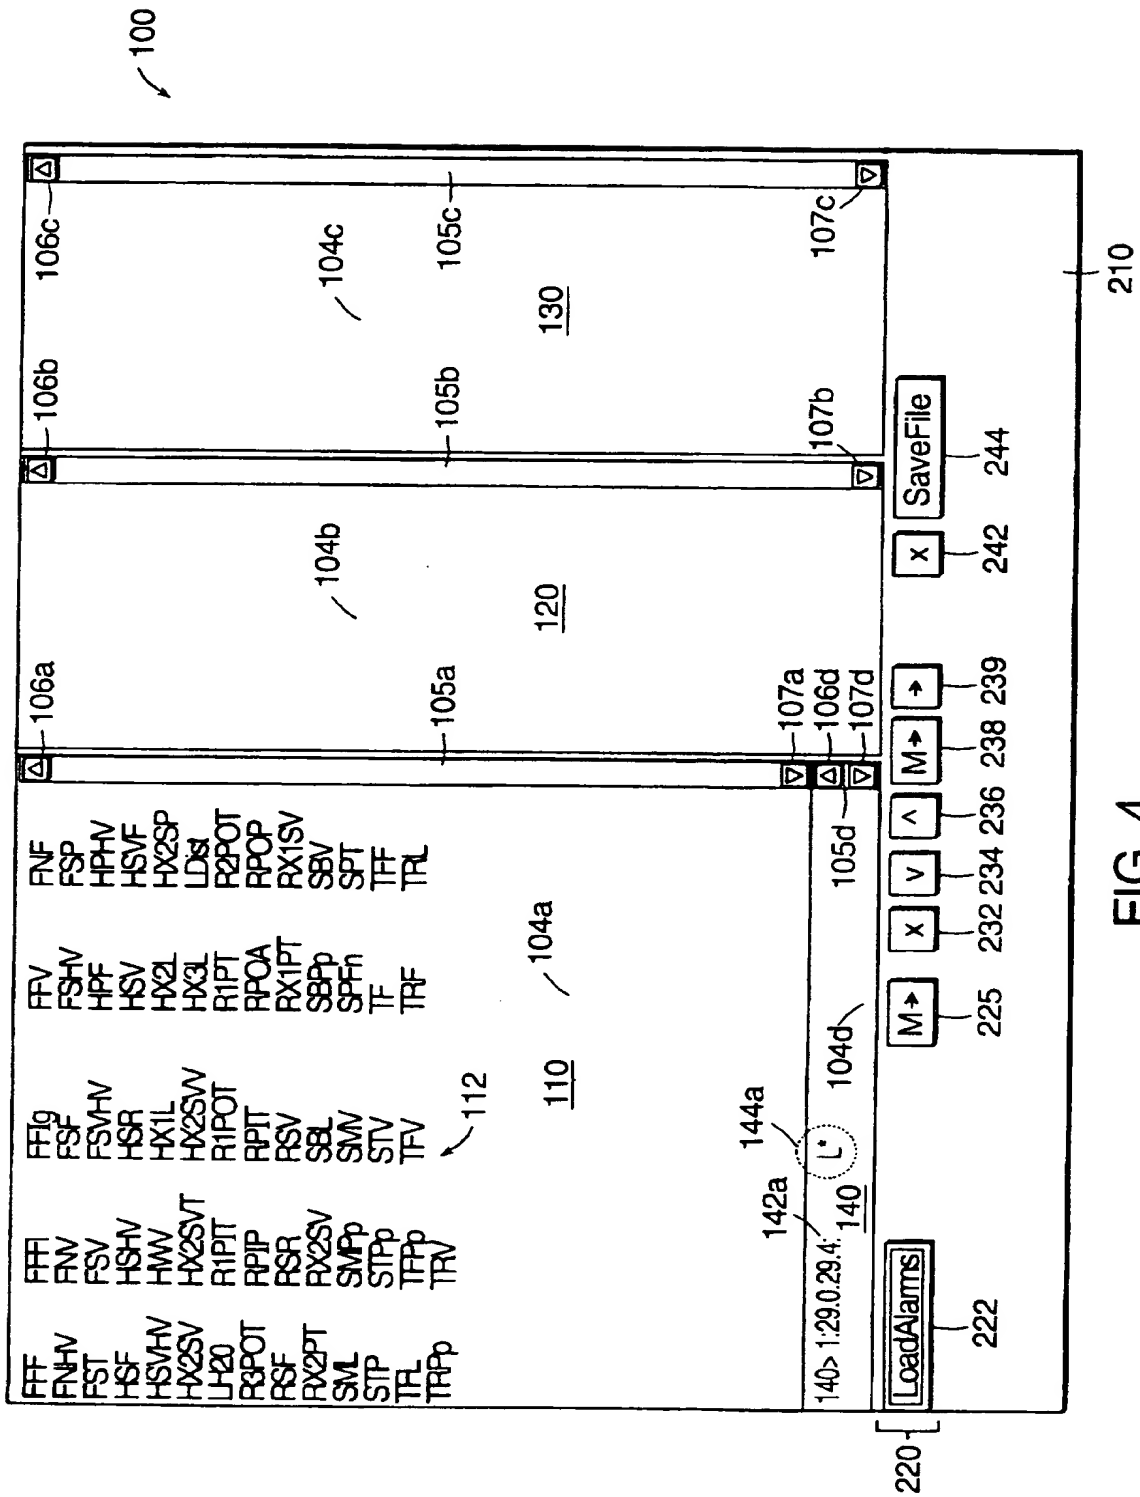 100
106a 106b 106c
FFF FFFI FFlg FFV FNF
FNHV FNV FSF FSHV FSP
FST FSV FSVHV HPF HPHV
HSF HSHV HSR HSV HSVF
HSVHV HWV HX1L HX2L HX2SP
HX2SV HX2SVT HX2SVV HX3L LDist
LH20 R1PIT R1POT R1PT R2POT
R3POT RPIP RPIT RPOA RPOP
RSF RSR RSV RX1PT RX1SV
RX2PT RX2SV SBL SBPp SBV
SML SMPp SMV SPFn SPT
STP STPp STV TF TFF
TFL TFPp TFV TRF TRL
TRPp TRV
104b 104c
105a 105b 105c
112
104a
110 120 130
144a 107a
142a 106d 107b 107c
140> 1:29.0.29.4: L*
104d 105d 107d
140
220
LoadAlarms M→ x v ^ M→ → x SaveFile
222 225 232 234 236 238 239 242 244
210
FIG. 4